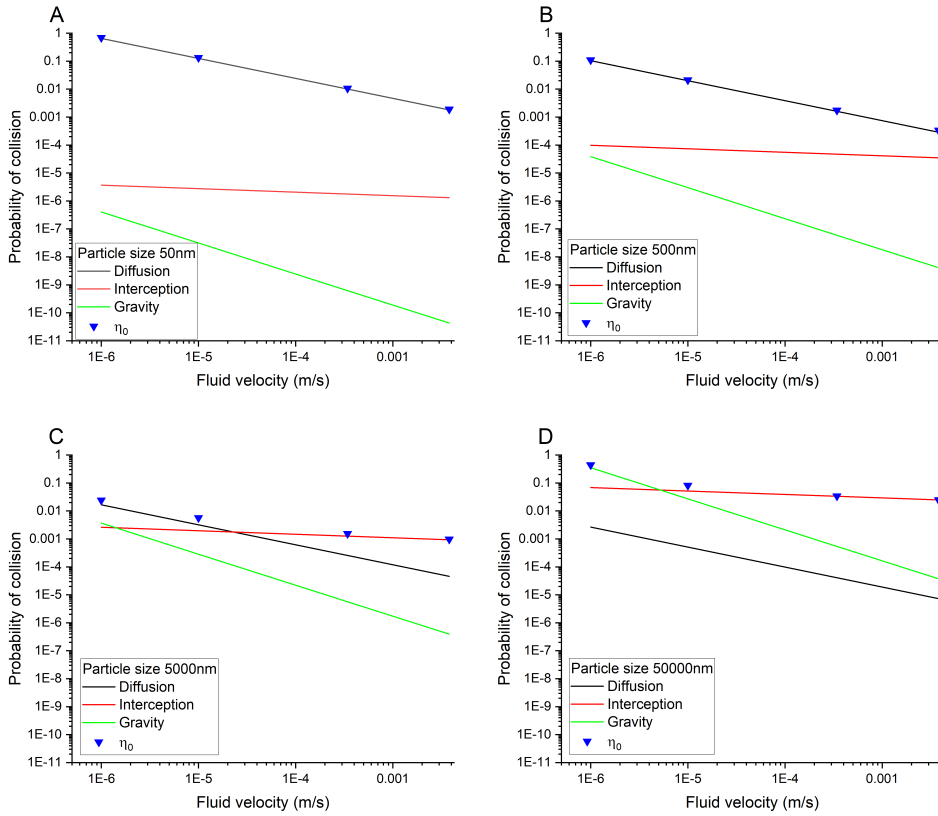 A
Probability of collision
1
0.1
0.01
0.001
1E-4
1E-5
1E-6
1E-7
1E-8
1E-9
1E-10
1E-11
Particle size 50nm
Diffusion
Interception
Gravity
η0
1E-6 1E-5 1E-4 0.001
Fluid velocity (m/s)
B
Probability of collision
1
0.1
0.01
0.001
1E-4
1E-5
1E-6
1E-7
1E-8
1E-9
1E-10
1E-11
Particle size 500nm
Diffusion
Interception
Gravity
η0
1E-6 1E-5 1E-4 0.001
Fluid velocity (m/s)
C
Probability of collision
1
0.1
0.01
0.001
1E-4
1E-5
1E-6
1E-7
1E-8
1E-9
1E-10
1E-11
Particle size 5000nm
Diffusion
Interception
Gravity
η0
1E-6 1E-5 1E-4 0.001
Fluid velocity (m/s)
D
Probability of collision
1
0.1
0.01
0.001
1E-4
1E-5
1E-6
1E-7
1E-8
1E-9
1E-10
1E-11
Particle size 50000nm
Diffusion
Interception
Gravity
η0
1E-6 1E-5 1E-4 0.001
Fluid velocity (m/s)